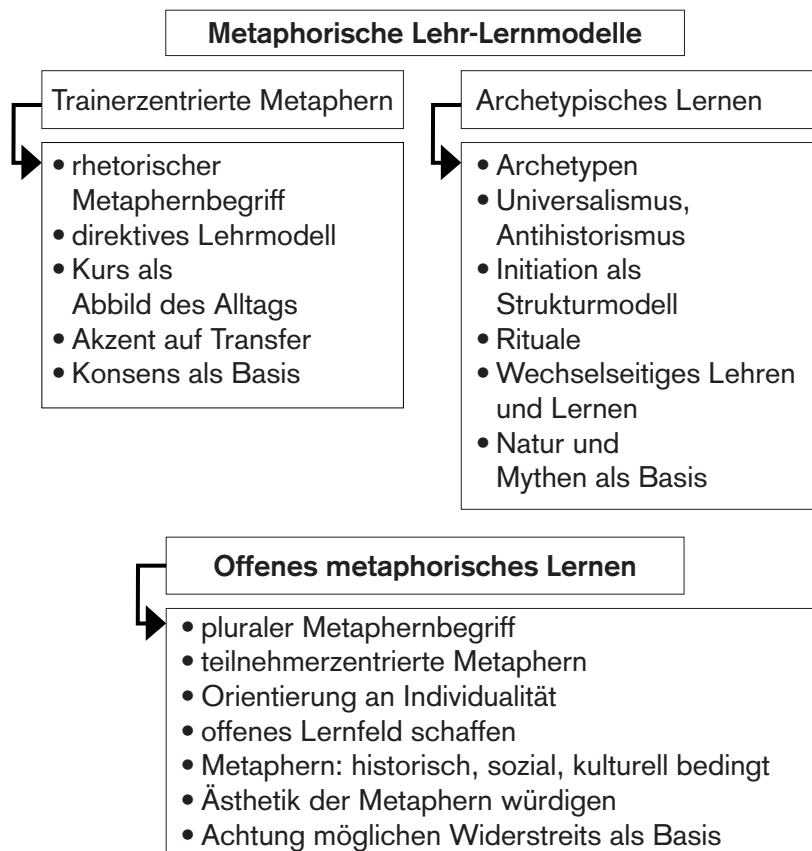 Metaphorische Lehr-Lernmodelle
Trainerzentrierte Metaphern
• rhetorischer
Metaphernbegriff
• direktives Lehrmodell
• Kurs als
Abbild des Alltags
• Akzent auf Transfer
• Konsens als Basis
Archetypisches Lernen
• Archetypen
• Universalismus,
Antihistorismus
• Initiation als
Strukturmodell
• Rituale
• Wechselseitiges Lehren
und Lernen
• Natur und
Mythen als Basis
Offenes metaphorisches Lernen
• pluraler Metaphernbegriff
• teilnehmerzentrierte Metaphern
• Orientierung an Individualität
• offenes Lernfeld schaffen
• Metaphern: historisch, sozial, kulturell bedingt
• Ästhetik der Metaphern würdigen
• Achtung möglichen Widerstreits als Basis